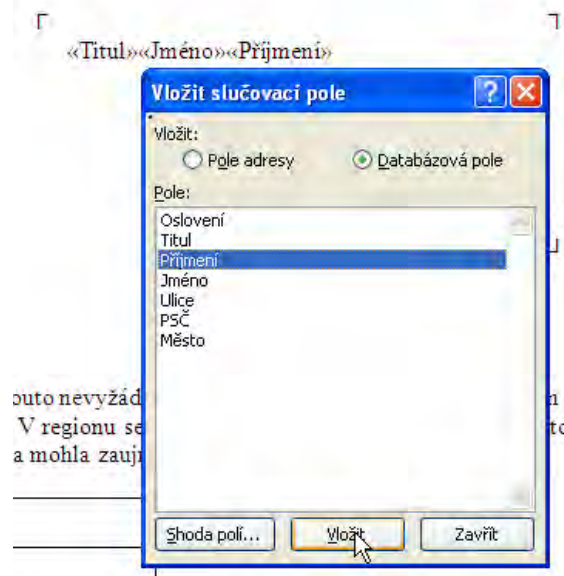 «Titul»«Jméno»«Příjmení»
Vložit slučovací pole
Vložit:
Pole adresy Databázová pole
Pole:
Oslovení
Titul
Příjmení
Jméno
Ulice
PSČ
Město
outo nevyžád
V regionu se
a mohla zauj
Shoda polí... Vložit Zavřít